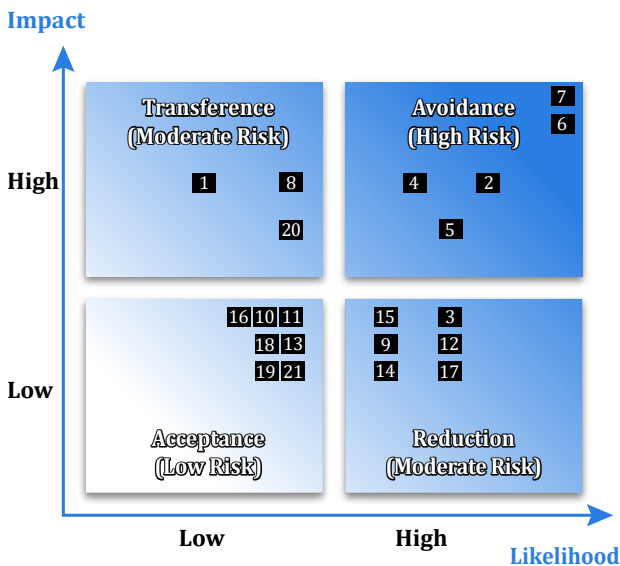 Impact
Transference
(Moderate Risk)
Avoidance
(High Risk)
7
6
High
1
8
4
2
20
5
16 10 11
18 13
19 21
15
3
9
12
14
17
Low
Acceptance
(Low Risk)
Reduction
(Moderate Risk)
Low
High
Likelihood